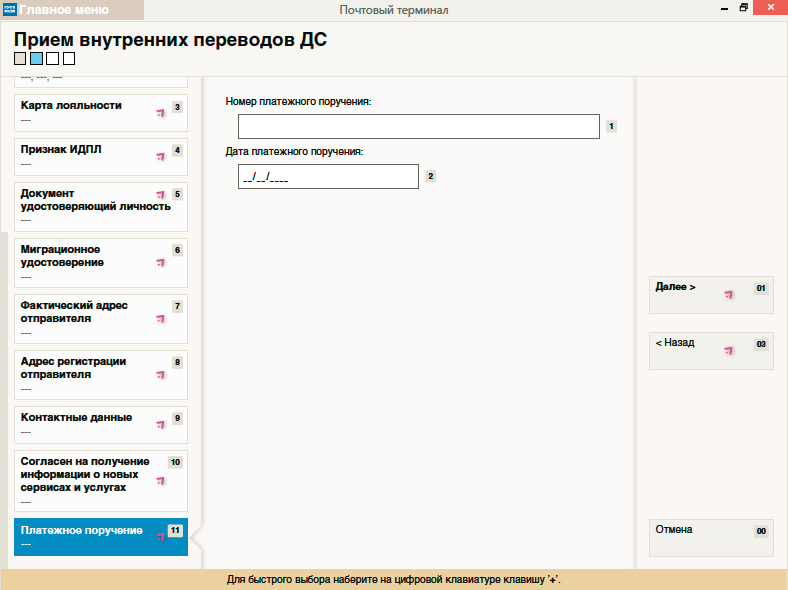 Главное меню
Почтовый терминал
Прием внутренних переводов ДС
---, ---, ---
Карта лояльности 3
---
Признак ИДПЛ 4
---
Документ 5
удостоверяющий личность
---
Миграционное 6
удостоверение
---
Фактический адрес 7
отправителя
---
Адрес регистрации 8
отправителя
---
Контактные данные 9
---
Согласен на получение 10
информации о новых
сервисах и услугах
---
Платежное поручение 11
---
Номер платежного поручения:
1
Дата платежного поручения:
__/__/____ 2
Далее > 01
< Назад 03
Отмена 00
Для быстрого выбора наберите на цифровой клавиатуре клавишу '+'.